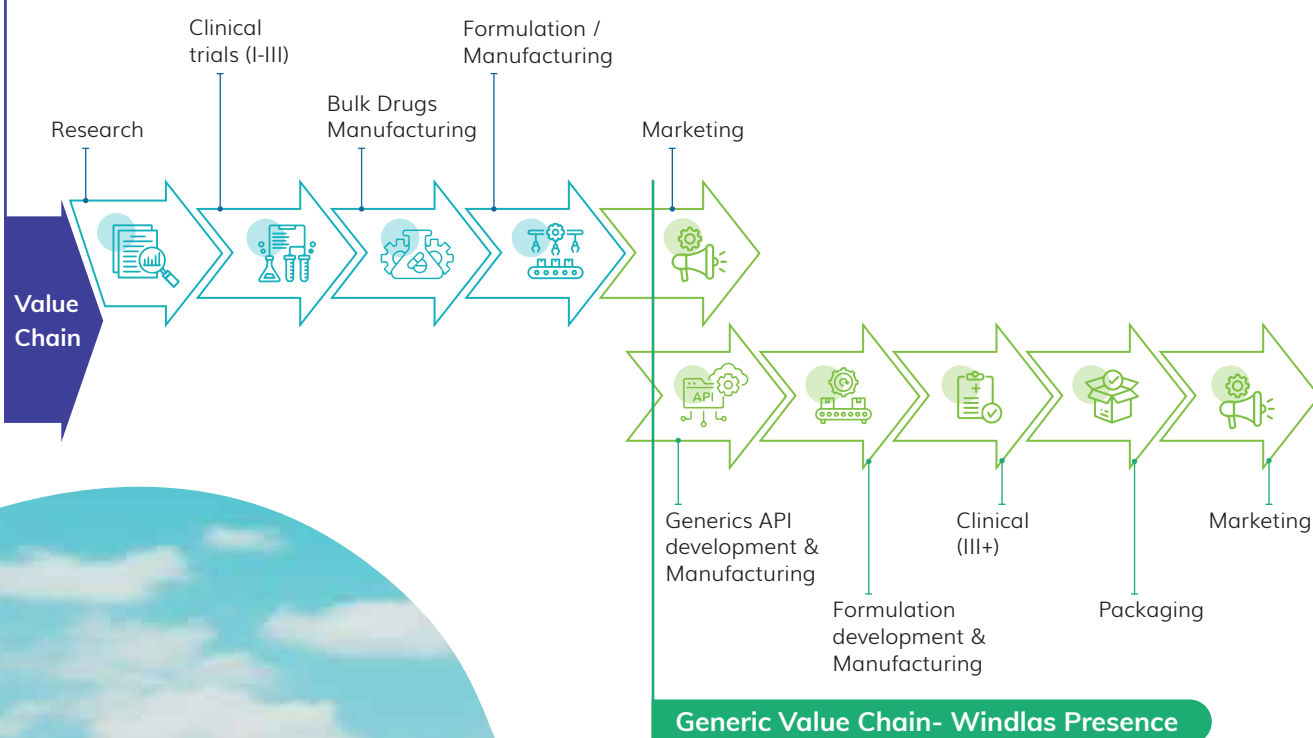 Clinical
trials (I-III)
Formulation /
Manufacturing
Bulk Drugs
Manufacturing
Research
Marketing
Value
Chain
API
Generics API
development &
Manufacturing
Formulation
development &
Manufacturing
Clinical
(III+)
Packaging
Marketing
Generic Value Chain- Windlas Presence